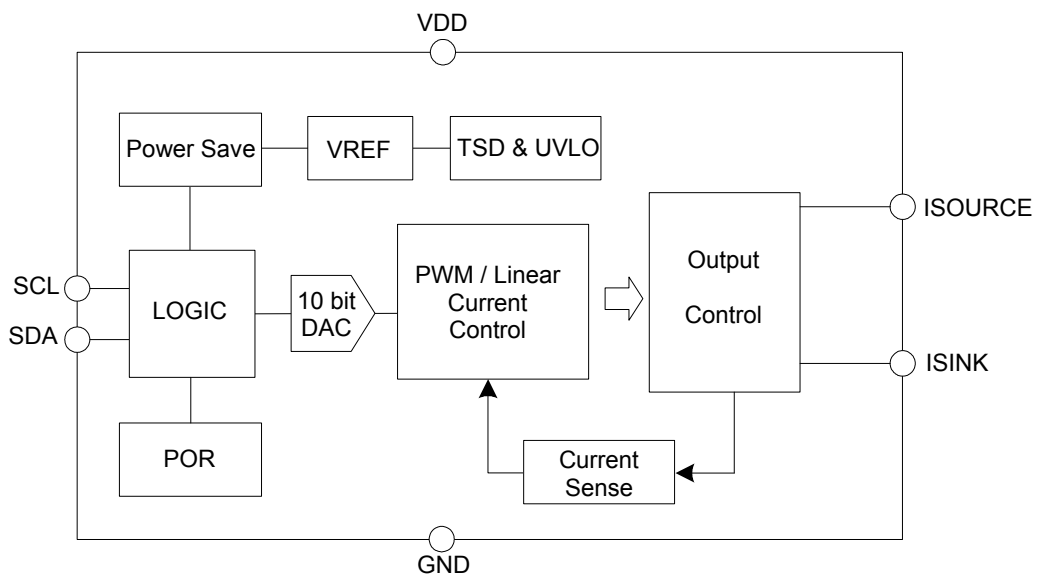 VDD
Power Save
VREF
TSD & UVLO
ISOURCE
SCL
SDA
LOGIC
10 bit
DAC
PWM / Linear
Current
Control
Output
Control
ISINK
POR
Current
Sense
GND